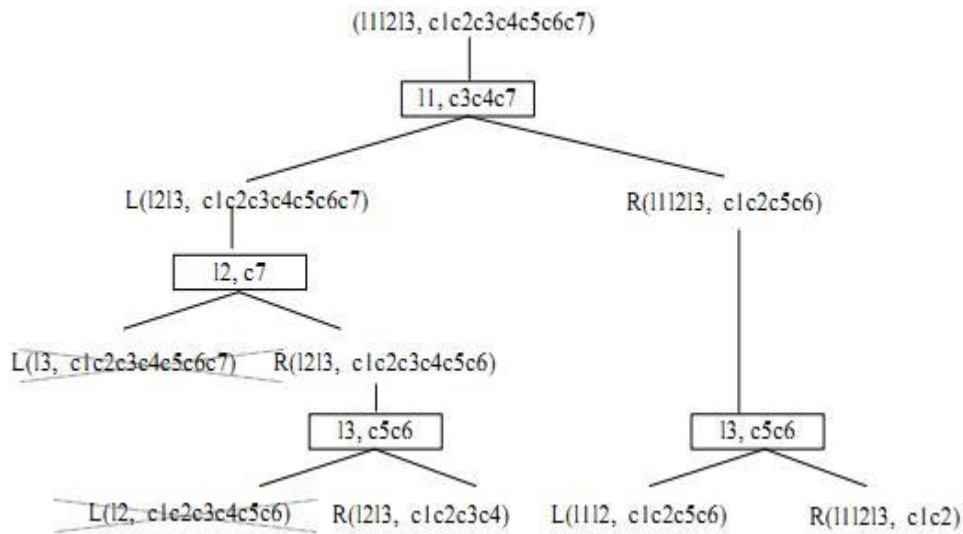 (l1l2l3, c1c2c3c4c5c6c7)
l1, c3c4c7
L(l2l3, c1c2c3c4c5c6c7)
R(l1l2l3, c1c2c5c6)
l2, c7
L(l3, c1c2c3c4c5c6c7)
R(l2l3, c1c2c3c4c5c6)
l3, c5c6
l3, c5c6
L(l2, c1c2c3c4c5c6)
R(l2l3, c1c2c3c4)
L(l1l2, c1c2c5c6)
R(l1l2l3, c1c2)